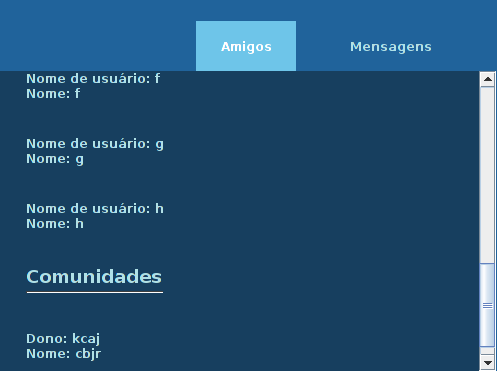 Amigos Mensagens
Nome de usuário: f
Nome: f
Nome de usuário: g
Nome: g
Nome de usuário: h
Nome: h
Comunidades
Dono: kcaj
Nome: cbjr